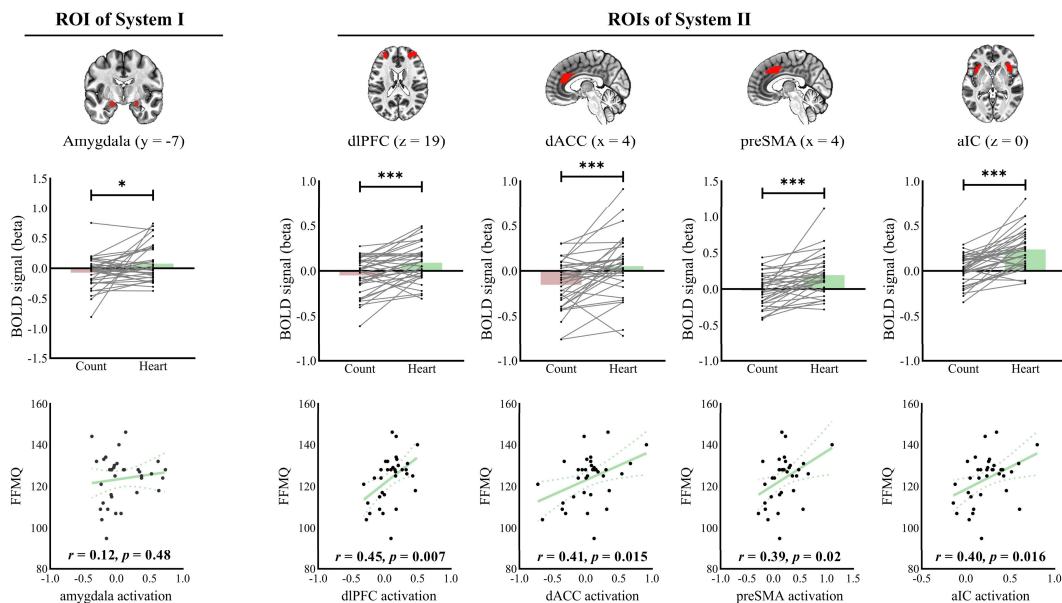 ROI of System I
ROIs of System II
Amygdala (y = -7)
dlPFC (z = 19)
dACC (x = 4)
preSMA (x = 4)
aIC (z = 0)
BOLD signal (beta)
1.5
1.0
0.5
0.0
-0.5
-1.0
-1.5
*
Count
Heart
BOLD signal (beta)
1.0
0.5
0.0
-0.5
-1.0
***
Count
Heart
BOLD signal (beta)
1.0
0.5
0.0
-0.5
-1.0
***
Count
Heart
BOLD signal (beta)
1.5
1.0
0.5
0.0
-0.5
-1.0
***
Count
Heart
BOLD signal (beta)
1.0
0.5
0.0
-0.5
-1.0
***
Count
Heart
FFMQ
160
140
120
100
80
r = 0.12, p = 0.48
-1.0 -0.5 0.0 0.5 1.0
amygdala activation
FFMQ
160
140
120
100
80
r = 0.45, p = 0.007
-1.0 -0.5 0.0 0.5 1.0
dlPFC activation
FFMQ
160
140
120
100
80
r = 0.41, p = 0.015
-1.0 -0.5 0.0 0.5 1.0
dACC activation
FFMQ
160
140
120
100
80
r = 0.39, p = 0.02
-1.0 -0.5 0.0 0.5 1.0 1.5
preSMA activation
FFMQ
160
140
120
100
80
r = 0.40, p = 0.016
-0.5 0.0 0.5 1.0
aIC activation